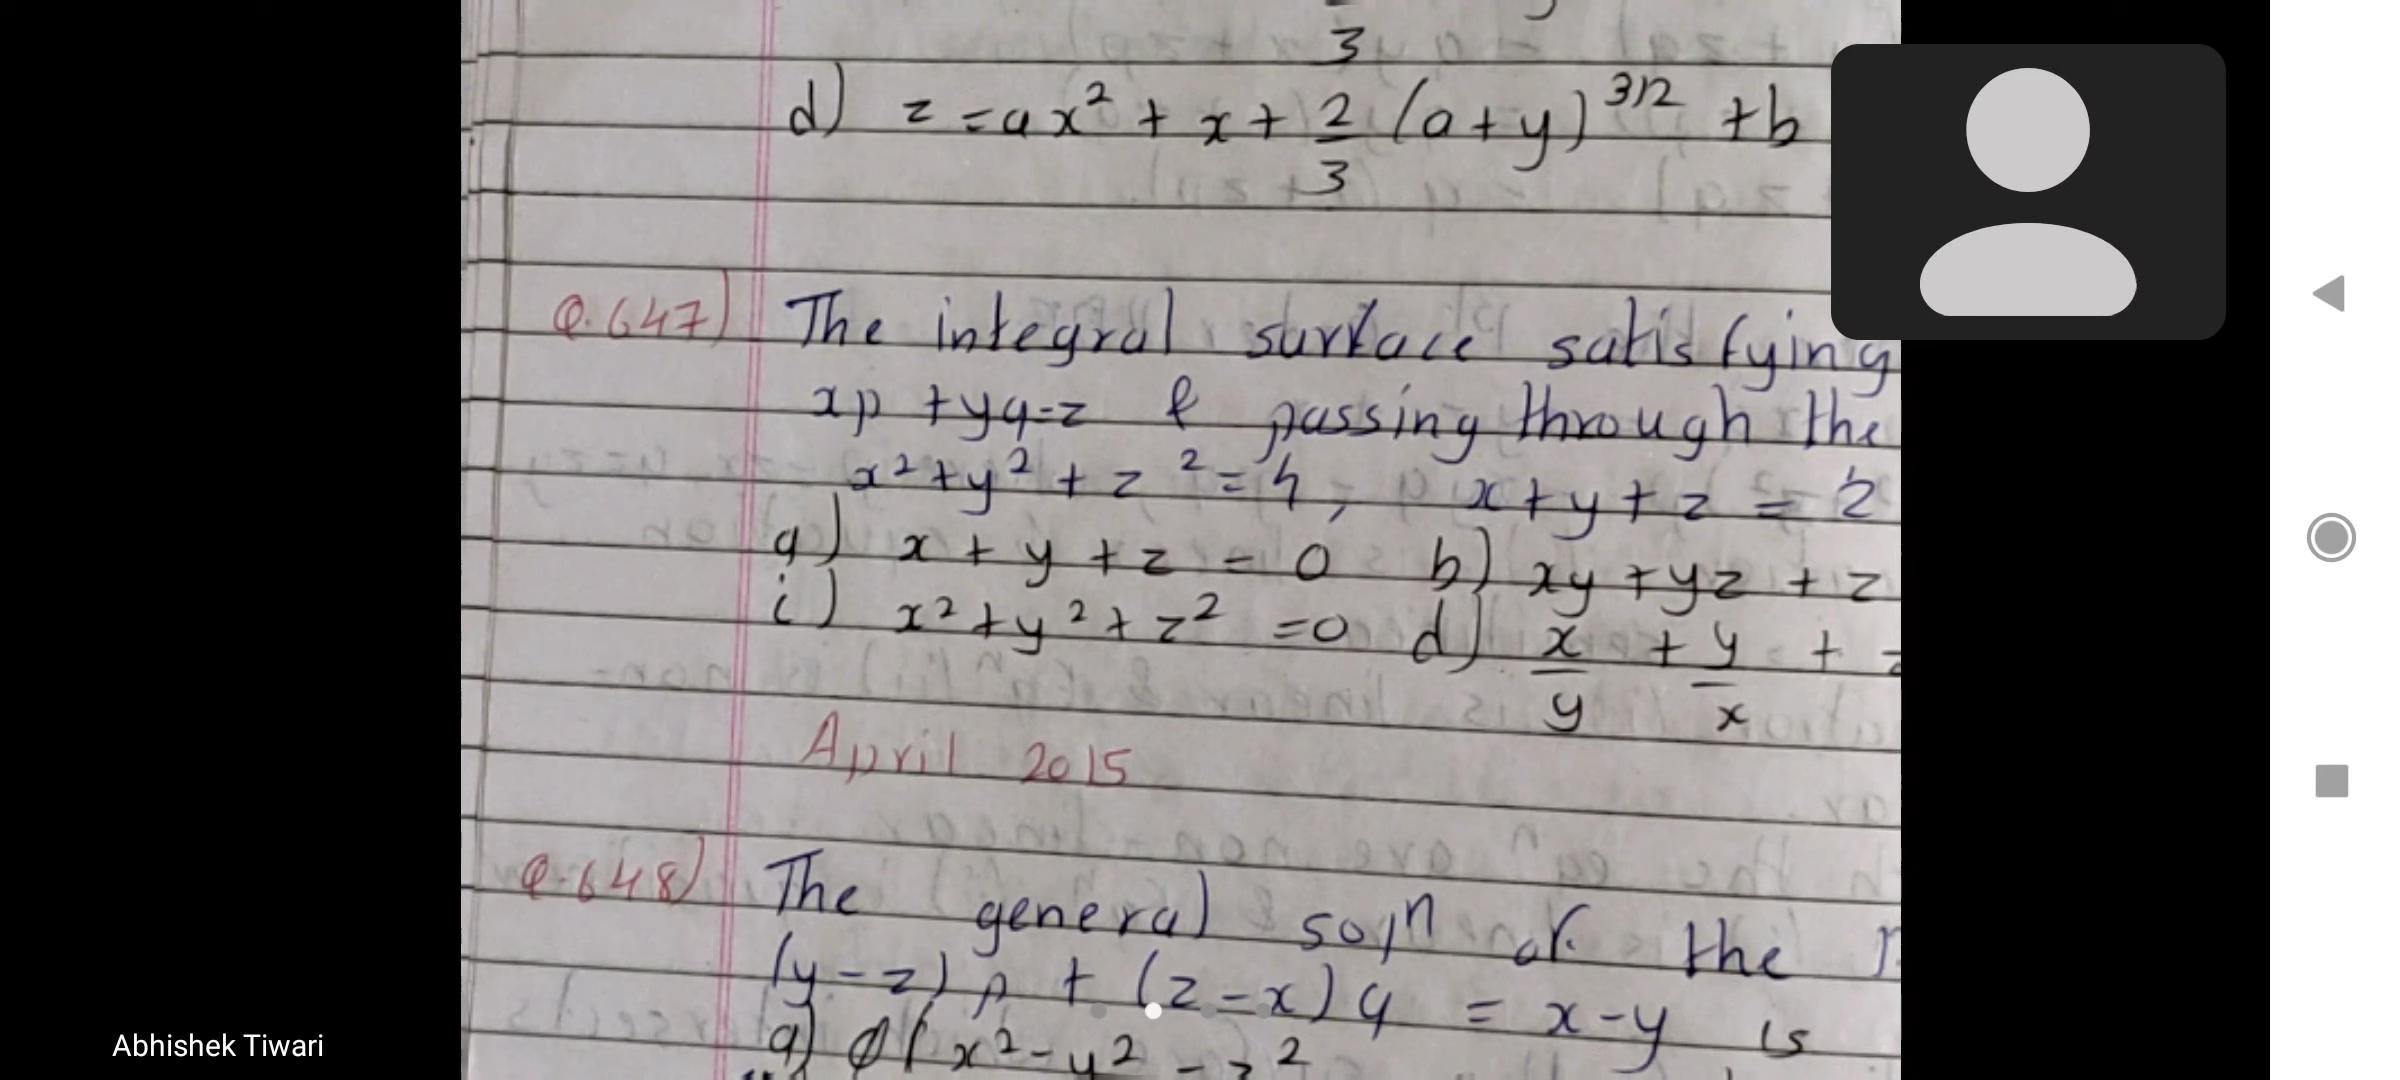 3
d) z = ax² + x + 2/3 (a+y)^3/2 + b
Q.647) The integral surface satisfying
xp + yq = z & passing through the
x² + y² + z² = 4, x + y + z = 2
a) x + y + z = 0 b) xy + yz + z
c) x² + y² + z² = 0 d) x/y + y/x +
April 2015
Q.648) The general soln of the
(y-z) p + (z-x) q = x-y is
a) φ( x² - y² - z²
Abhishek Tiwari